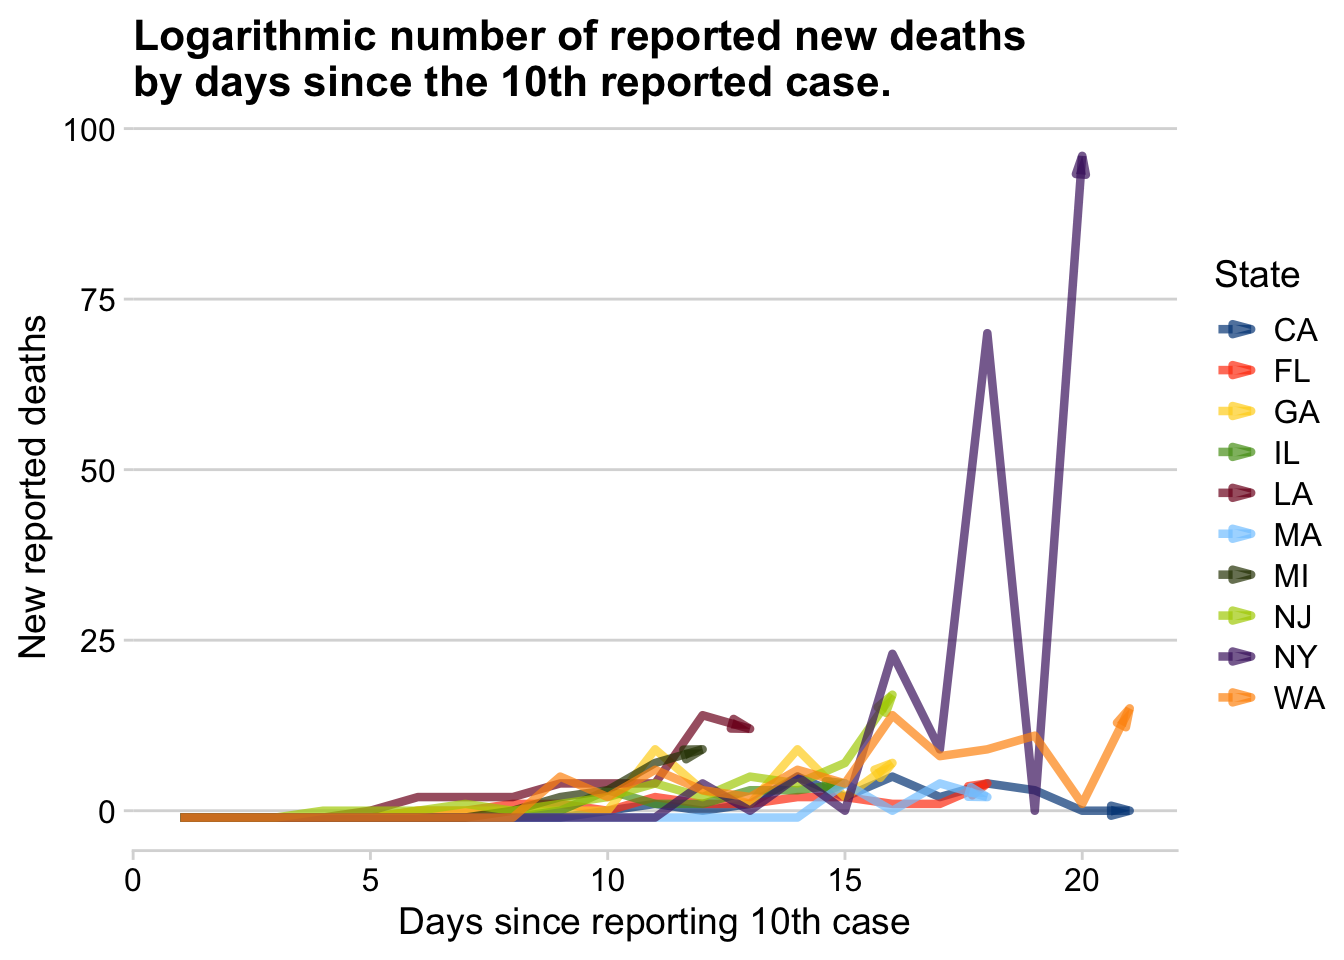 Logarithmic number of reported new deaths
by days since the 10th reported case.
100
75
50
25
0
New reported deaths
0
5
10
15
20
Days since reporting 10th case
State
CA
FL
GA
IL
LA
MA
MI
NJ
NY
WA